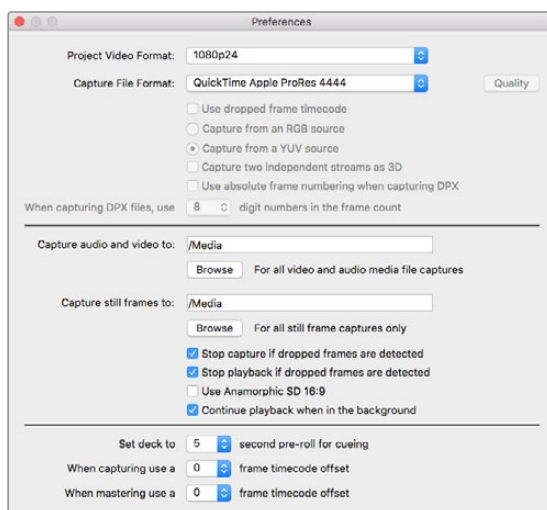 Preferences
Project Video Format: 1080p24
Capture File Format: QuickTime Apple ProRes 4444 Quality
Use dropped frame timecode
Capture from an RGB source
Capture from a YUV source
Capture two independent streams as 3D
Use absolute frame numbering when capturing DPX
When capturing DPX files, use 8 digit numbers in the frame count
Capture audio and video to: /Media
Browse For all video and audio media file captures
Capture still frames to: /Media
Browse For all still frame captures only
Stop capture if dropped frames are detected
Stop playback if dropped frames are detected
Use Anamorphic SD 16:9
Continue playback when in the background
Set deck to 5 second pre-roll for cueing
When capturing use a 0 frame timecode offset
When mastering use a 0 frame timecode offset